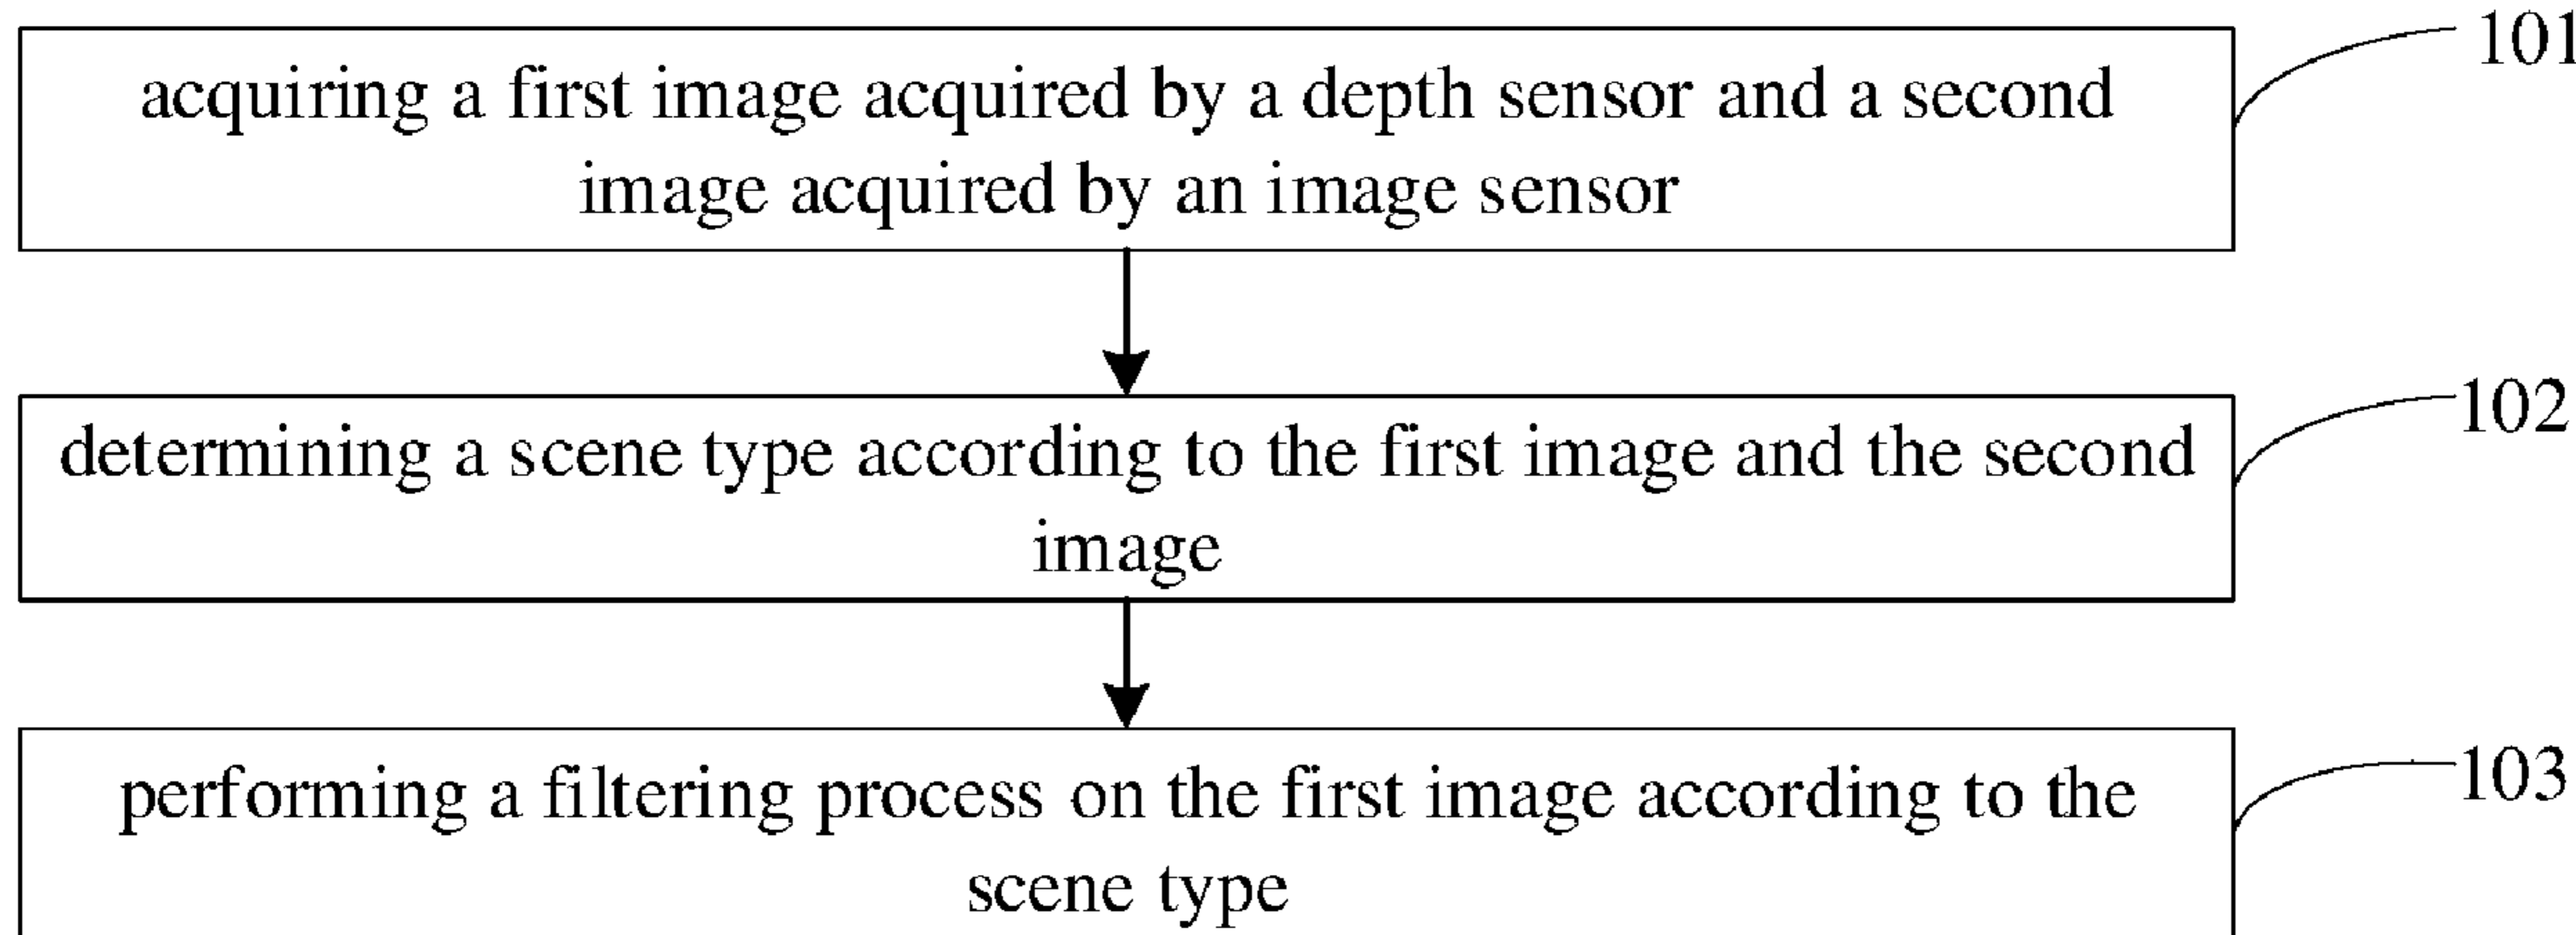 101
acquiring a first image acquired by a depth sensor and a second
image acquired by an image sensor
102
determining a scene type according to the first image and the second
image
103
performing a filtering process on the first image according to the
scene type